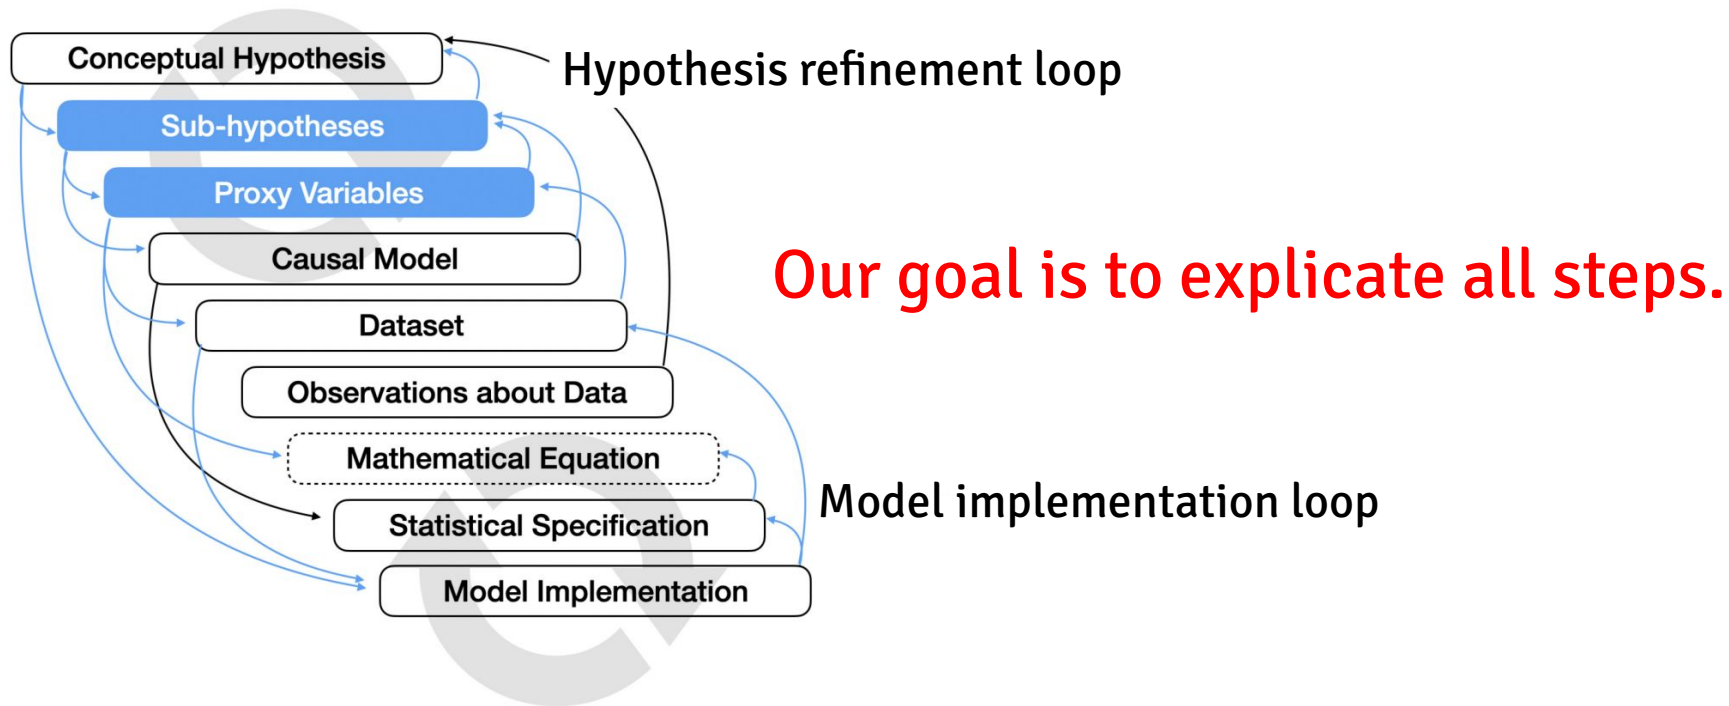 Conceptual Hypothesis
Hypothesis refinement loop
Sub-hypotheses
Proxy Variables
Causal Model
Our goal is to explicate all steps.
Dataset
Observations about Data
Mathematical Equation
Model implementation loop
Statistical Specification
Model Implementation